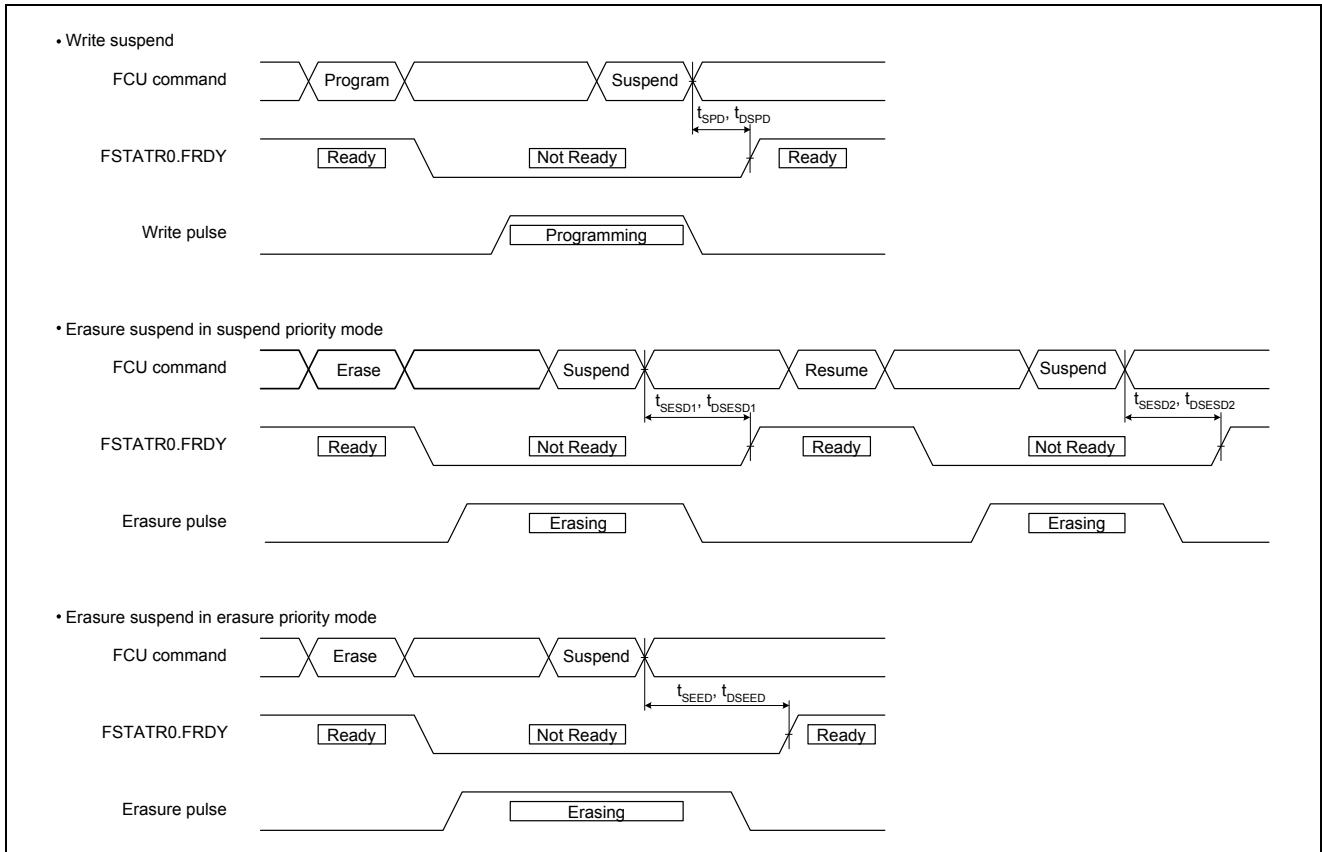 • Write suspend
FCU command Program Suspend
tSPD, tDSPD
FSTATR0.FRDY Ready Not Ready Ready
Write pulse Programming
• Erasure suspend in suspend priority mode
FCU command Erase Suspend Resume Suspend
tSESD1, tDSESD1 tSESD2, tDSESD2
FSTATR0.FRDY Ready Not Ready Ready Not Ready
Erasure pulse Erasing Erasing
• Erasure suspend in erasure priority mode
FCU command Erase Suspend
tSEED, tDSEED
FSTATR0.FRDY Ready Not Ready Ready
Erasure pulse Erasing